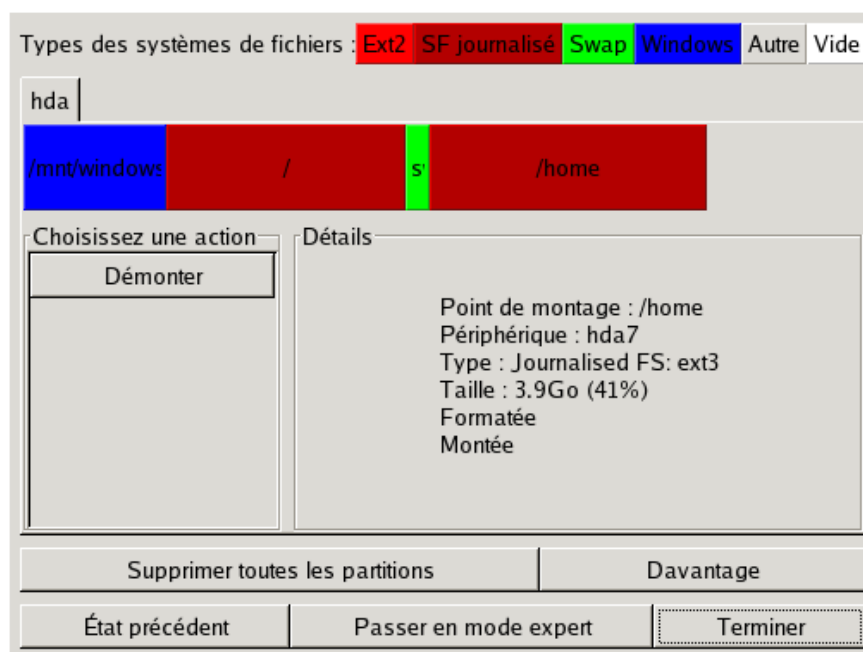 Types des systèmes de fichiers : Ext2 SF journalisé Swap Windows Autre Vide
hda
/mnt/windows / /home
Choisissez une action
Démonter
Détails
Point de montage : /home
Périphérique : hda7
Type : Journalised FS: ext3
Taille : 3.9Go (41%)
Formatée
Montée
Supprimer toutes les partitions Davantage
État précédent Passer en mode expert Terminer